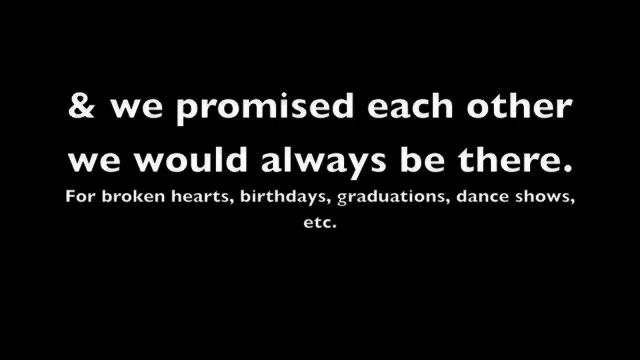 & we promised each other
we would always be there.
For broken hearts, birthdays, graduations, dance shows,
etc.